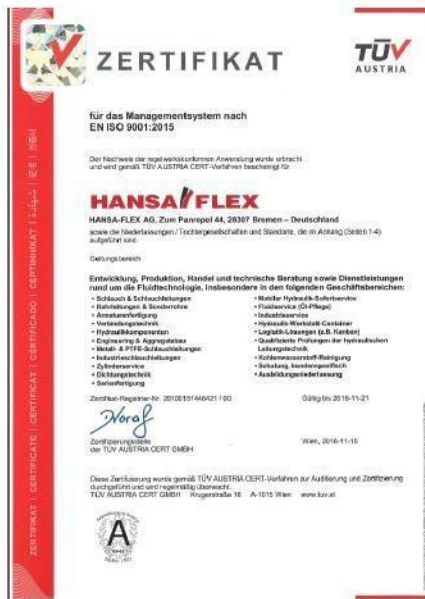 ZERTIFIKAT
TÜV
AUSTRIA
für das Managementsystem nach
EN ISO 9001:2015
Der Nachweis der regelwerkskonformen Anwendung wurde erbracht
und wird gemäß TÜV AUSTRIA CERT-Verfahren bescheinigt für
HANSA FLEX
HANSA-FLEX AG, Zum Panrepel 44, 28307 Bremen – Deutschland
sowie die Niederlassungen / Tochtergesellschaften und Standorte, die im Anhang (Seiten 1-4)
aufgeführt sind
Geltungsbereich
Entwicklung, Produktion, Handel und technische Beratung sowie Dienstleistungen
rund um die Fluidtechnologie, insbesondere in den folgenden Geschäftsbereichen:
• Schlauch & Schlauchleitungen
• Rohrleitungen & Sonderrohre
• Armaturenfertigung
• Verbindungstechnik
• Hydraulikkomponenten
• Engineering & Aggregatebau
• Metall- & PTFE-Schlauchleitungen
• Industrieschlauchleitungen
• Zylinderservice
• Dichtungstechnik
• Serienfertigung
• Mobiler Hydraulik-Sofortservice
• Fluidservice (Öl-Pflege)
• Industrieservice
• Hydraulik-Werkstatt-Container
• Logistik-Lösungen (z.B. Kanban)
• Qualifizierte Prüfungen der hydraulischen
Leitungstechnik
• Kohlenwasserstoff-Reinigung
• Schulung, kundenspezifisch
• Ausbildungsniederlassung
Zertifikat-Registrier-Nr. 20100151446421 / 00
Gültig bis 2019-11-21
Zertifizierungsstelle
der TÜV AUSTRIA CERT GMBH
Wien, 2016-11-15
Diese Zertifizierung wurde gemäß TÜV AUSTRIA CERT-Verfahren zur Auditierung und Zertifizierung
durchgeführt und wird regelmäßig überwacht.
TÜV AUSTRIA CERT GMBH Krugerstraße 16 A-1015 Wien www.tuv.at
A
ZERTIFIKAT | CERTIFICATE | CERTIFICAT | CERTIFICADO | СЕРТИФИКАТ